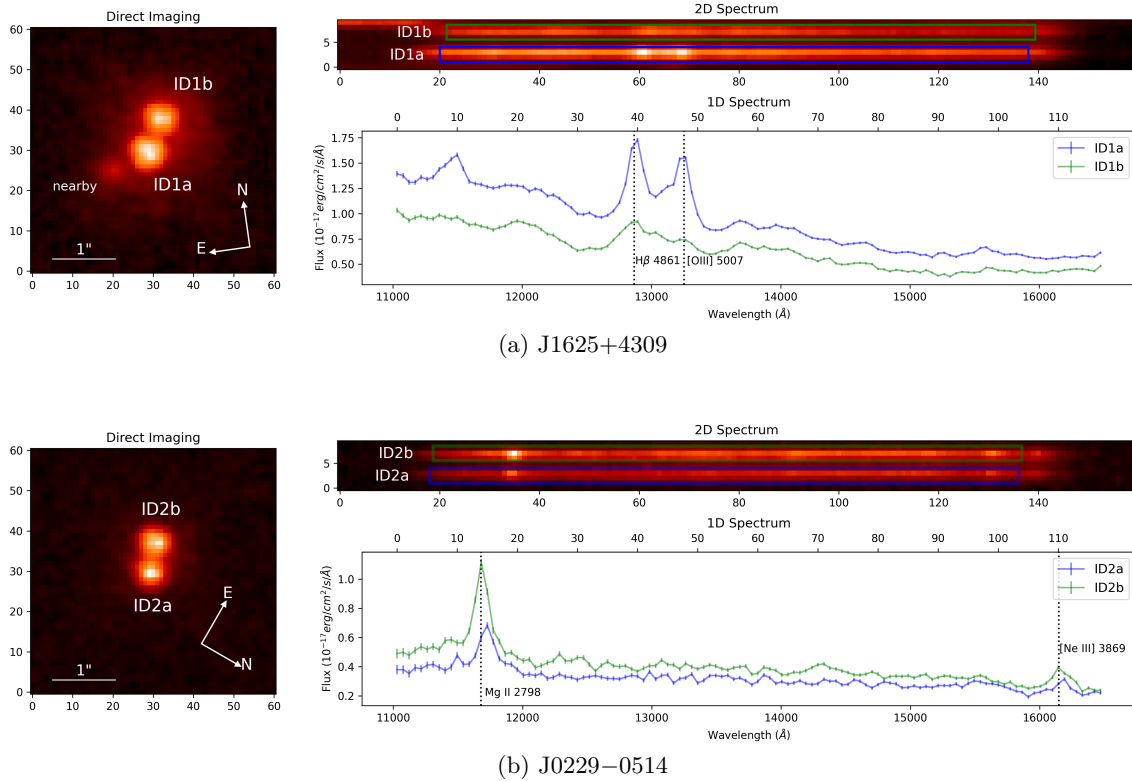 Direct Imaging
60
50
40
30
20
10
0
0 10 20 30 40 50 60
ID1b
ID1a
nearby
N
E
1"
2D Spectrum
5
0
ID1b
ID1a
0 20 40 60 80 100 120 140
1D Spectrum
0 10 20 30 40 50 60 70 80 90 100 110
Flux (10⁻¹⁷erg/cm²/s/Å)
1.75
1.50
1.25
1.00
0.75
0.50
ID1a
ID1b
Hβ 4861
[OIII] 5007
11000 12000 13000 14000 15000 16000
Wavelength (Å)
(a) J1625+4309
Direct Imaging
60
50
40
30
20
10
0
0 10 20 30 40 50 60
ID2b
ID2a
E
N
1"
2D Spectrum
5
0
ID2b
ID2a
0 20 40 60 80 100 120 140
1D Spectrum
0 10 20 30 40 50 60 70 80 90 100 110
Flux (10⁻¹⁷erg/cm²/s/Å)
1.0
0.8
0.6
0.4
0.2
ID2a
ID2b
Mg II 2798
[Ne III] 3869
11000 12000 13000 14000 15000 16000
Wavelength (Å)
(b) J0229−0514